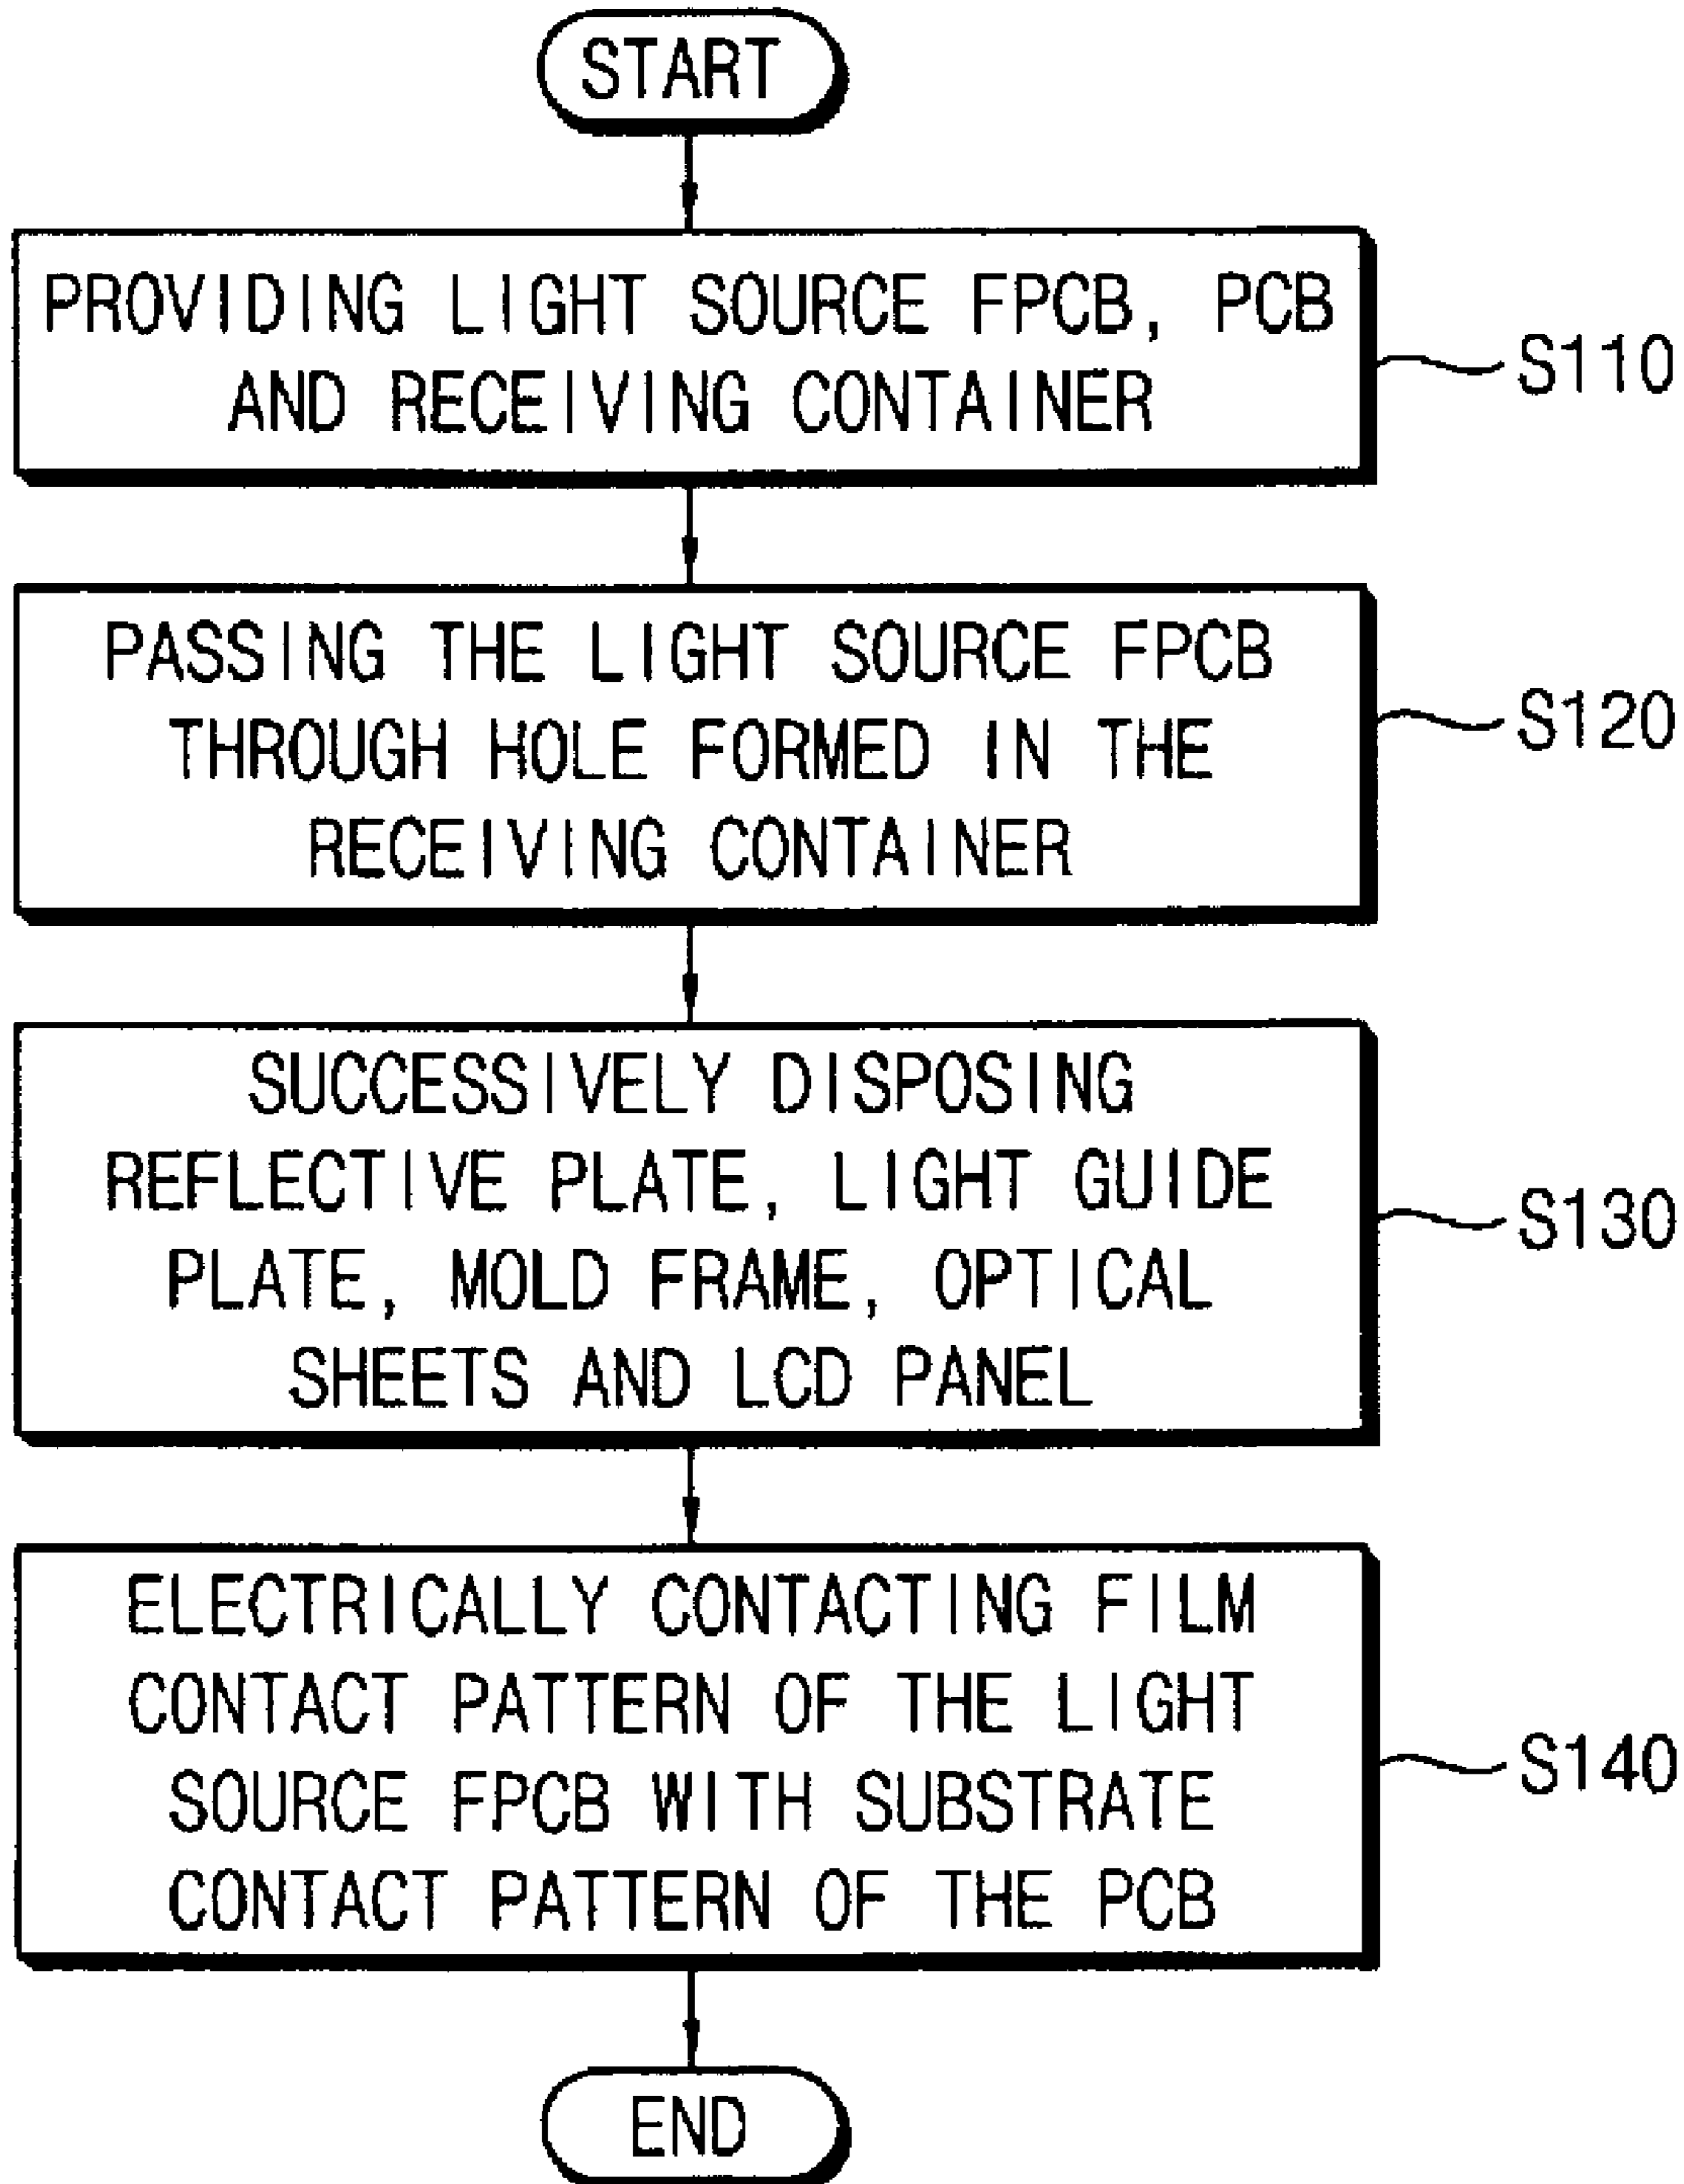 START
PROVIDING LIGHT SOURCE FPCB, PCB
AND RECEIVING CONTAINER
S110
PASSING THE LIGHT SOURCE FPCB
THROUGH HOLE FORMED IN THE
RECEIVING CONTAINER
S120
SUCCESSIVELY DISPOSING
REFLECTIVE PLATE, LIGHT GUIDE
PLATE, MOLD FRAME, OPTICAL
SHEETS AND LCD PANEL
S130
ELECTRICALLY CONTACTING FILM
CONTACT PATTERN OF THE LIGHT
SOURCE FPCB WITH SUBSTRATE
CONTACT PATTERN OF THE PCB
S140
END